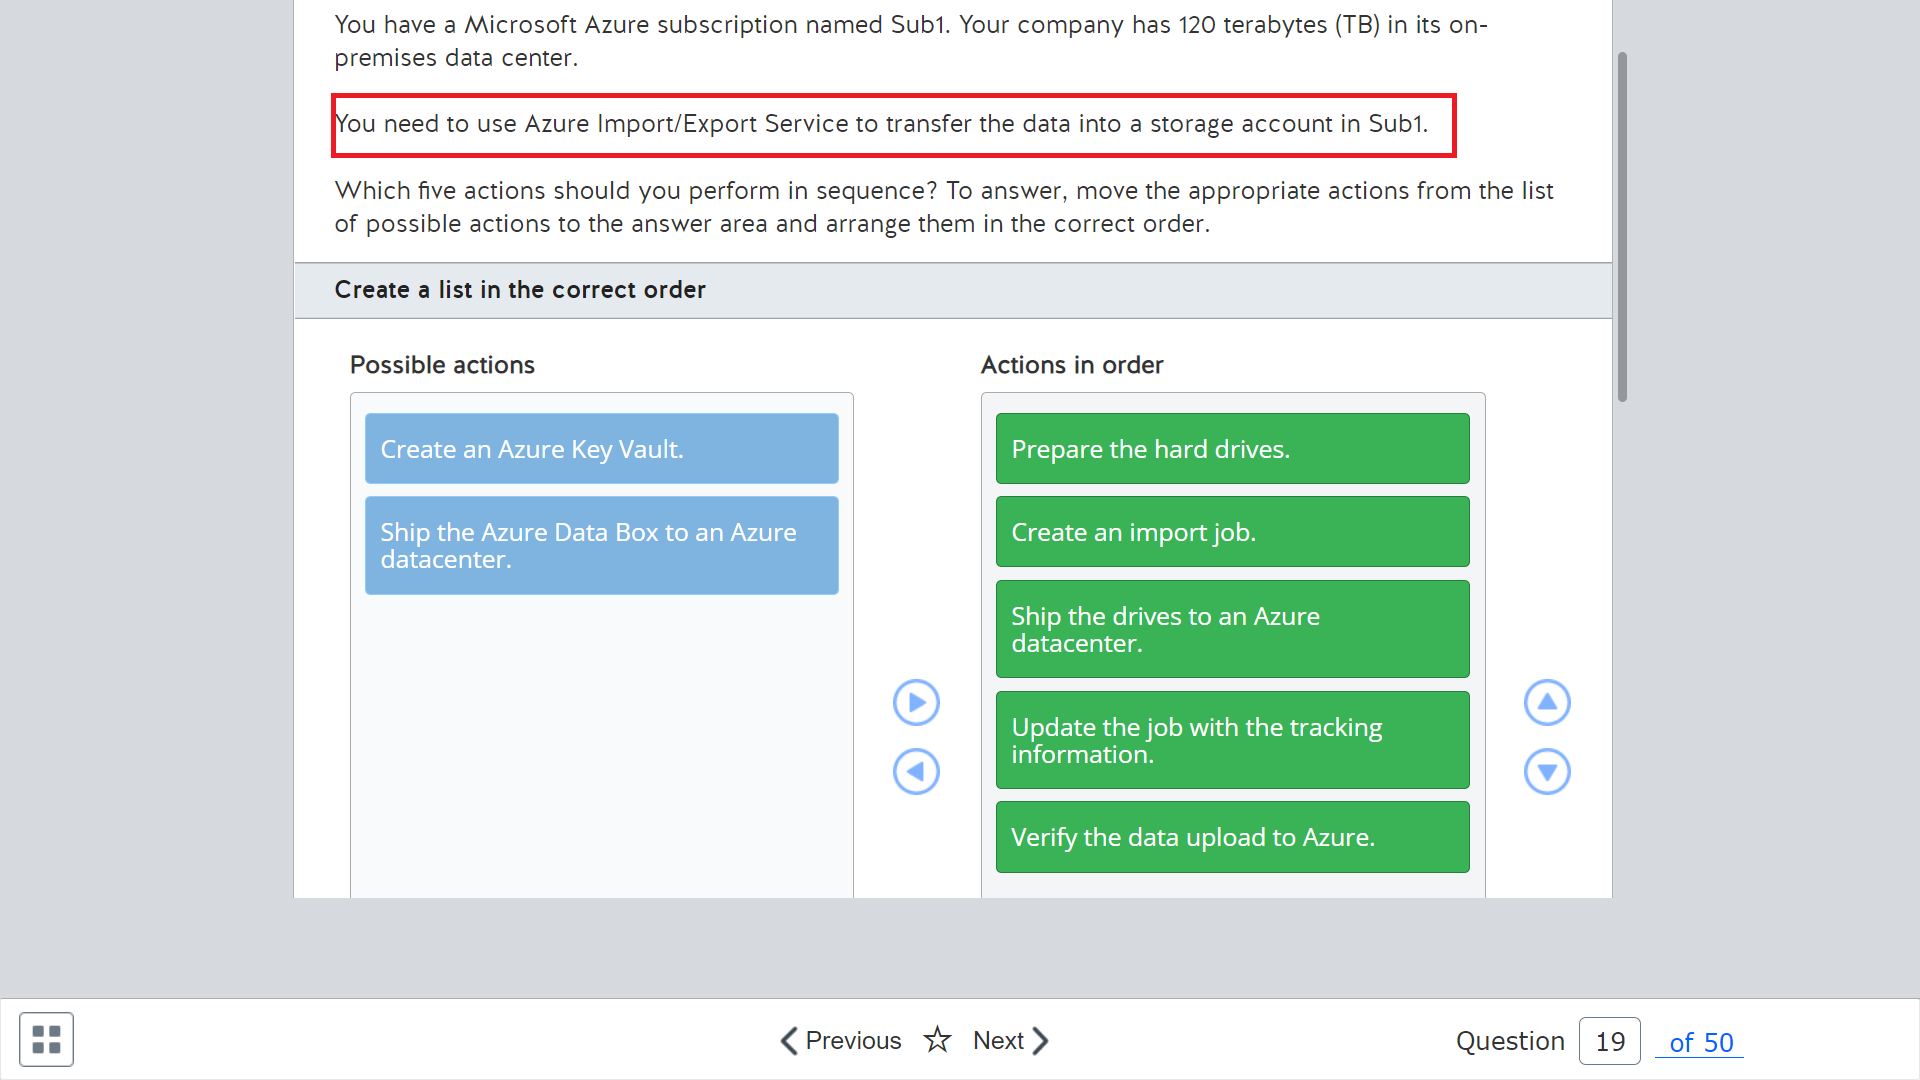 You have a Microsoft Azure subscription named Sub1. Your company has 120 terabytes (TB) in its on-
premises data center.
You need to use Azure Import/Export Service to transfer the data into a storage account in Sub1.
Which five actions should you perform in sequence? To answer, move the appropriate actions from the list
of possible actions to the answer area and arrange them in the correct order.
Create a list in the correct order
Possible actions
Create an Azure Key Vault.
Ship the Azure Data Box to an Azure
datacenter.
Actions in order
Prepare the hard drives.
Create an import job.
Ship the drives to an Azure
datacenter.
Update the job with the tracking
information.
Verify the data upload to Azure.
Previous
Next
Question 19 of 50